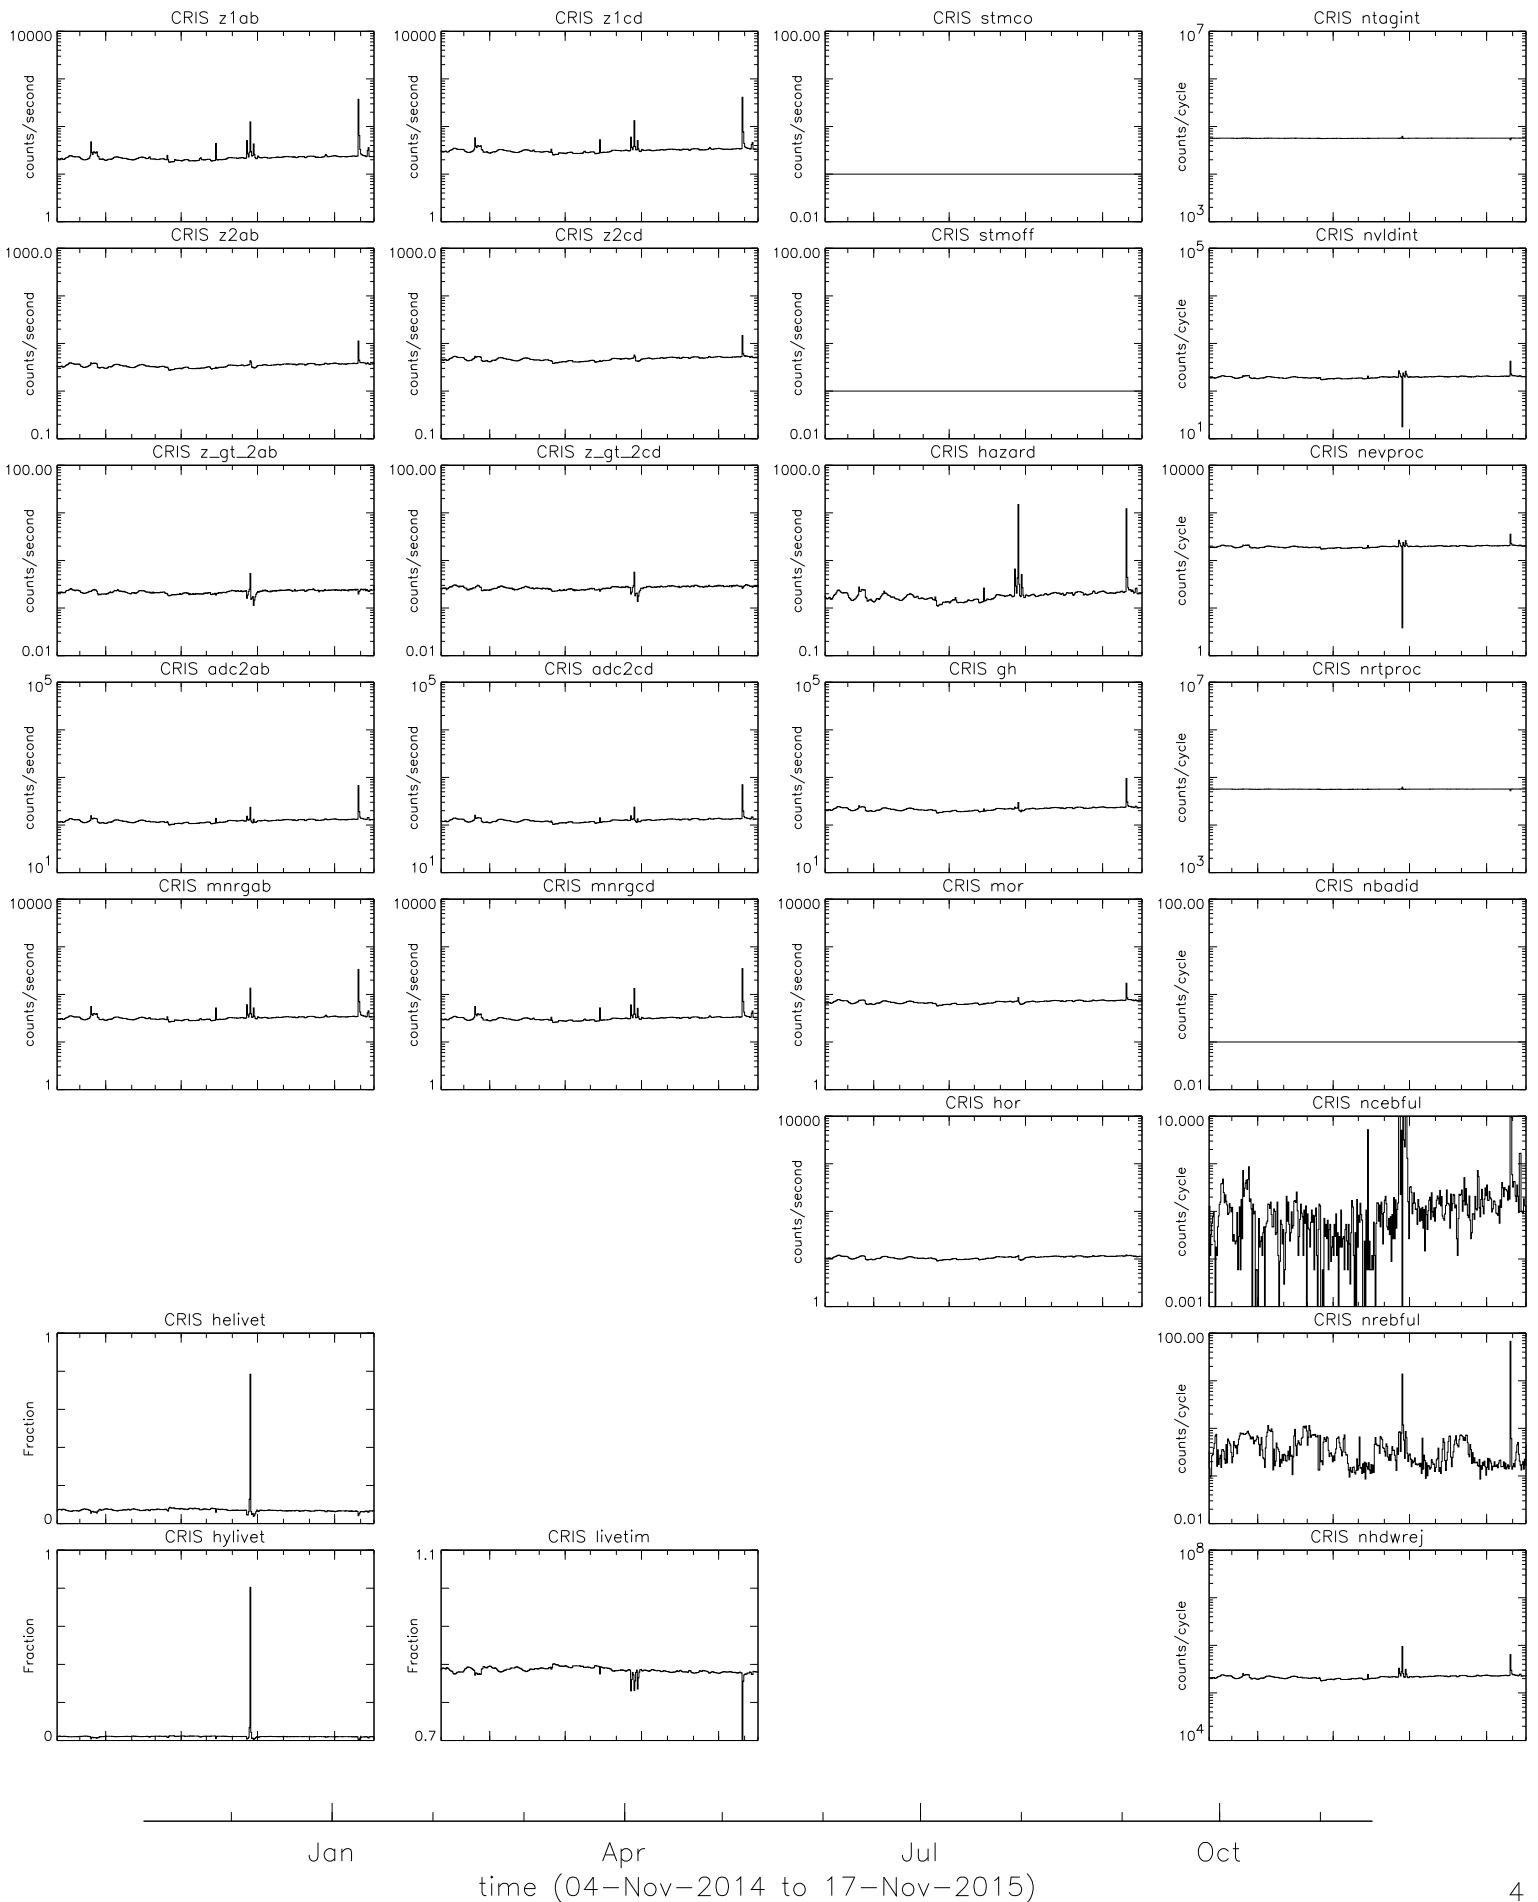 CRIS z1ab
CRIS z1cd
CRIS stmco
CRIS ntagint
10000
counts/second
1
10000
counts/second
1
100.00
counts/second
0.01
10^7
counts/cycle
10^3
CRIS z2ab
CRIS z2cd
CRIS stmoff
CRIS nvldint
1000.0
counts/second
0.1
1000.0
counts/second
0.1
100.00
counts/second
0.01
10^5
counts/cycle
10^1
CRIS z_gt_2ab
CRIS z_gt_2cd
CRIS hazard
CRIS nevproc
100.00
counts/second
0.01
100.00
counts/second
0.01
1000.0
counts/second
0.1
10000
counts/cycle
1
CRIS adc2ab
CRIS adc2cd
CRIS gh
CRIS nrtproc
10^5
counts/second
10^1
10^5
counts/second
10^1
10^5
counts/second
10^1
10^7
counts/cycle
10^3
CRIS mnrgab
CRIS mnrgcd
CRIS mor
CRIS nbadid
10000
counts/second
1
10000
counts/second
1
10000
counts/second
1
100.00
counts/cycle
0.01
CRIS hor
CRIS ncebful
10000
counts/second
1
10.000
counts/cycle
0.001
CRIS helivet
CRIS nrebful
1
Fraction
0
100.00
counts/cycle
0.01
CRIS hylivet
CRIS livetim
CRIS nhdwrej
1
Fraction
0
1.1
Fraction
0.7
10^8
counts/cycle
10^4
Jan
Apr
Jul
Oct
time (04-Nov-2014 to 17-Nov-2015)
4